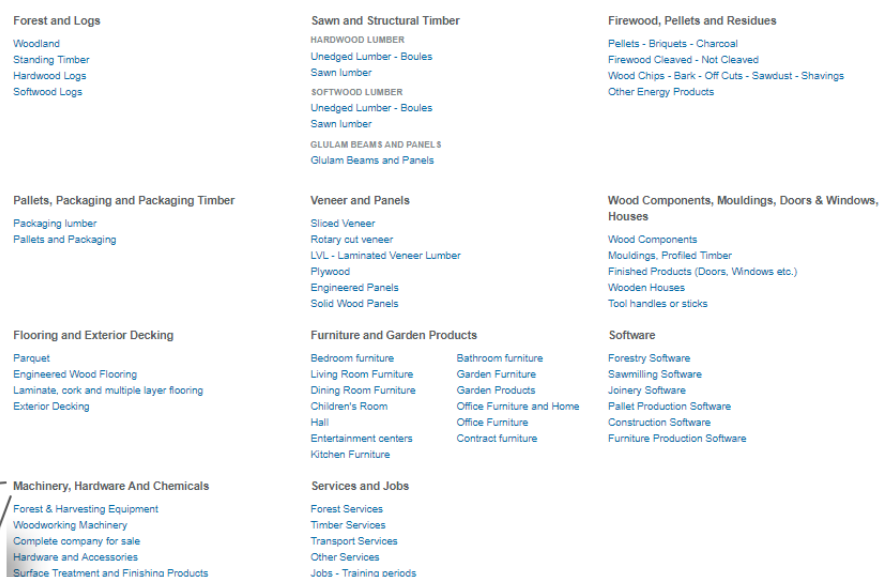 Forest and Logs
Woodland
Standing Timber
Hardwood Logs
Softwood Logs
Sawn and Structural Timber
HARDWOOD LUMBER
Unedged Lumber - Boules
Sawn lumber
SOFTWOOD LUMBER
Unedged Lumber - Boules
Sawn lumber
GLULAM BEAMS AND PANELS
Glulam Beams and Panels
Firewood, Pellets and Residues
Pellets - Briquets - Charcoal
Firewood Cleaved - Not Cleaved
Wood Chips - Bark - Off Cuts - Sawdust - Shavings
Other Energy Products
Pallets, Packaging and Packaging Timber
Packaging lumber
Pallets and Packaging
Veneer and Panels
Sliced Veneer
Rotary cut veneer
LVL - Laminated Veneer Lumber
Plywood
Engineered Panels
Solid Wood Panels
Wood Components, Mouldings, Doors & Windows,
Houses
Wood Components
Mouldings, Profiled Timber
Finished Products (Doors, Windows etc.)
Wooden Houses
Tool handles or sticks
Flooring and Exterior Decking
Parquet
Engineered Wood Flooring
Laminate, cork and multiple layer flooring
Exterior Decking
Furniture and Garden Products
Bedroom furniture
Living Room Furniture
Dining Room Furniture
Children's Room
Hall
Entertainment centers
Kitchen Furniture
Bathroom furniture
Garden Furniture
Garden Products
Office Furniture and Home
Office Furniture
Contract furniture
Software
Forestry Software
Sawmilling Software
Joinery Software
Pallet Production Software
Construction Software
Furniture Production Software
Machinery, Hardware And Chemicals
Forest & Harvesting Equipment
Woodworking Machinery
Complete company for sale
Hardware and Accessories
Surface Treatment and Finishing Products
Services and Jobs
Forest Services
Timber Services
Transport Services
Other Services
Jobs - Training periods